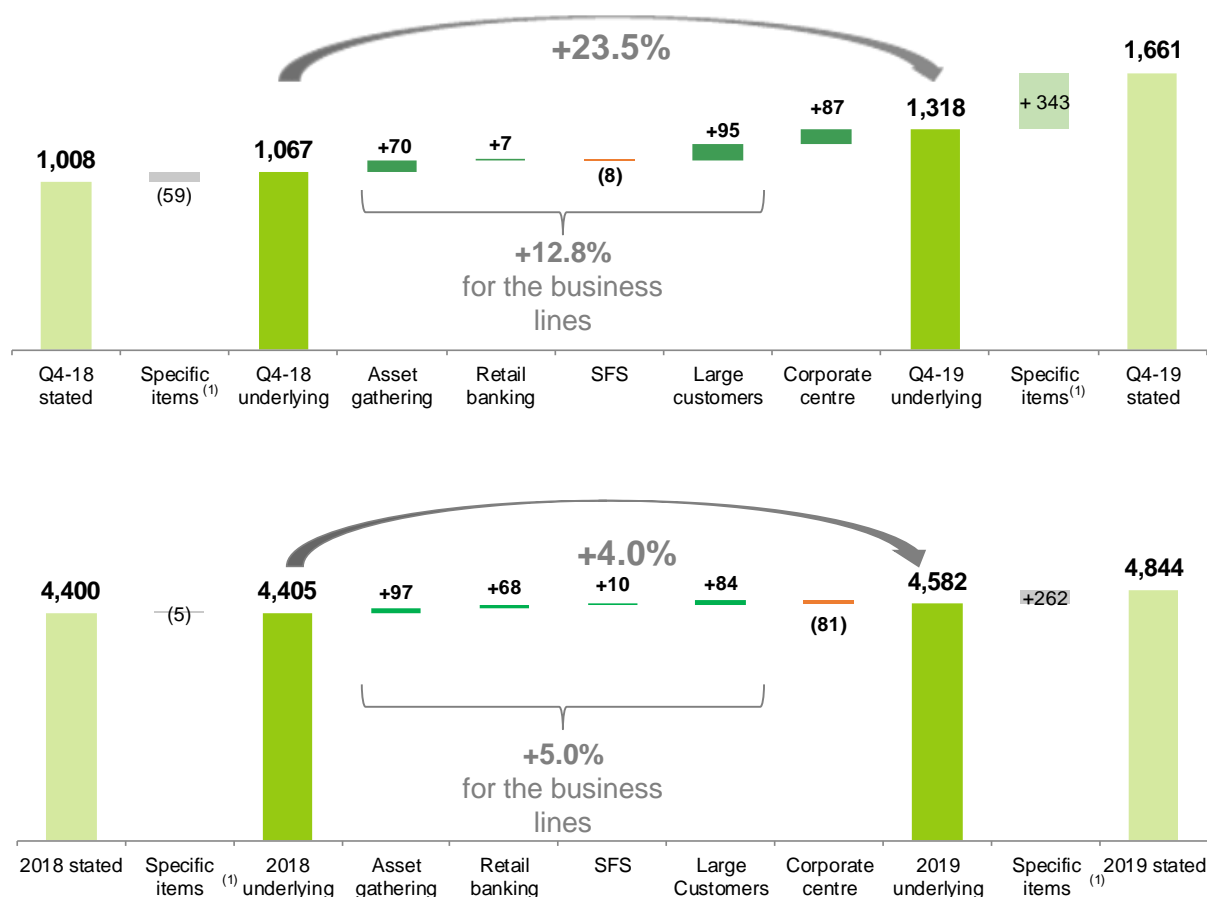 +23.5%
1,661
1,318
+ 343
+87
+95
1,067
+70
+7
1,008
(59)
(8)
+12.8%
for the business
lines
Q4-18 stated
Specific items (1)
Q4-18 underlying
Asset gathering
Retail banking
SFS
Large customers
Corporate centre
Q4-19 underlying
Specific items(1)
Q4-19 stated
+4.0%
4,400
(5)
4,405
+97
+68
+10
+84
(81)
4,582
+262
4,844
+5.0%
for the business
lines
2018 stated
Specific items (1)
2018 underlying
Asset gathering
Retail banking
SFS
Large Customers
Corporate centre
2019 underlying
Specific items (1)
2019 stated